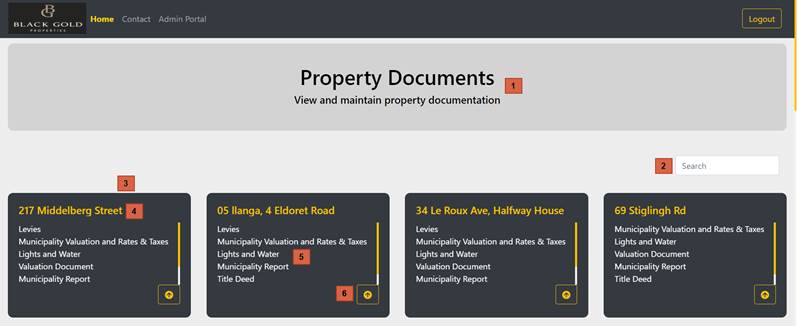 BG
BLACK GOLD
PROPERTIES
Home Contact Admin Portal
Logout
Property Documents
1
View and maintain property documentation
2
Search
3
217 Middelberg Street
4
Levies
Municipality Valuation and Rates & Taxes
Lights and Water
Valuation Document
Municipality Report
05 Ilanga, 4 Eldoret Road
Levies
Municipality Valuation and Rates & Taxes
Lights and Water
5
Municipality Report
Title Deed
6
34 Le Roux Ave, Halfway House
Levies
Municipality Valuation and Rates & Taxes
Lights and Water
Valuation Document
Municipality Report
69 Stiglingh Rd
Municipality Valuation and Rates & Taxes
Lights and Water
Valuation Document
Municipality Report
Title Deed